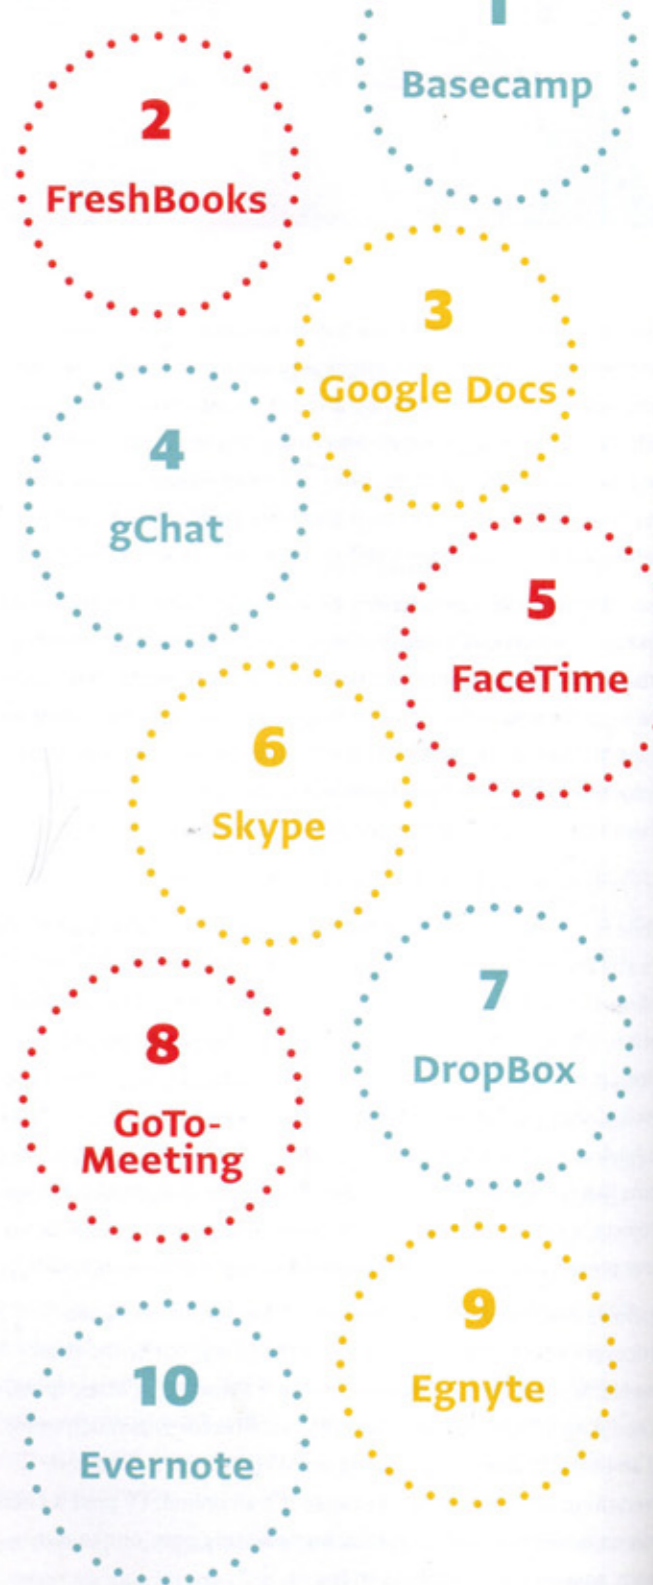 1
Basecamp
2
FreshBooks
3
Google Docs
4
gChat
5
FaceTime
6
Skype
7
DropBox
8
GoTo-
Meeting
9
Egnyte
10
Evernote